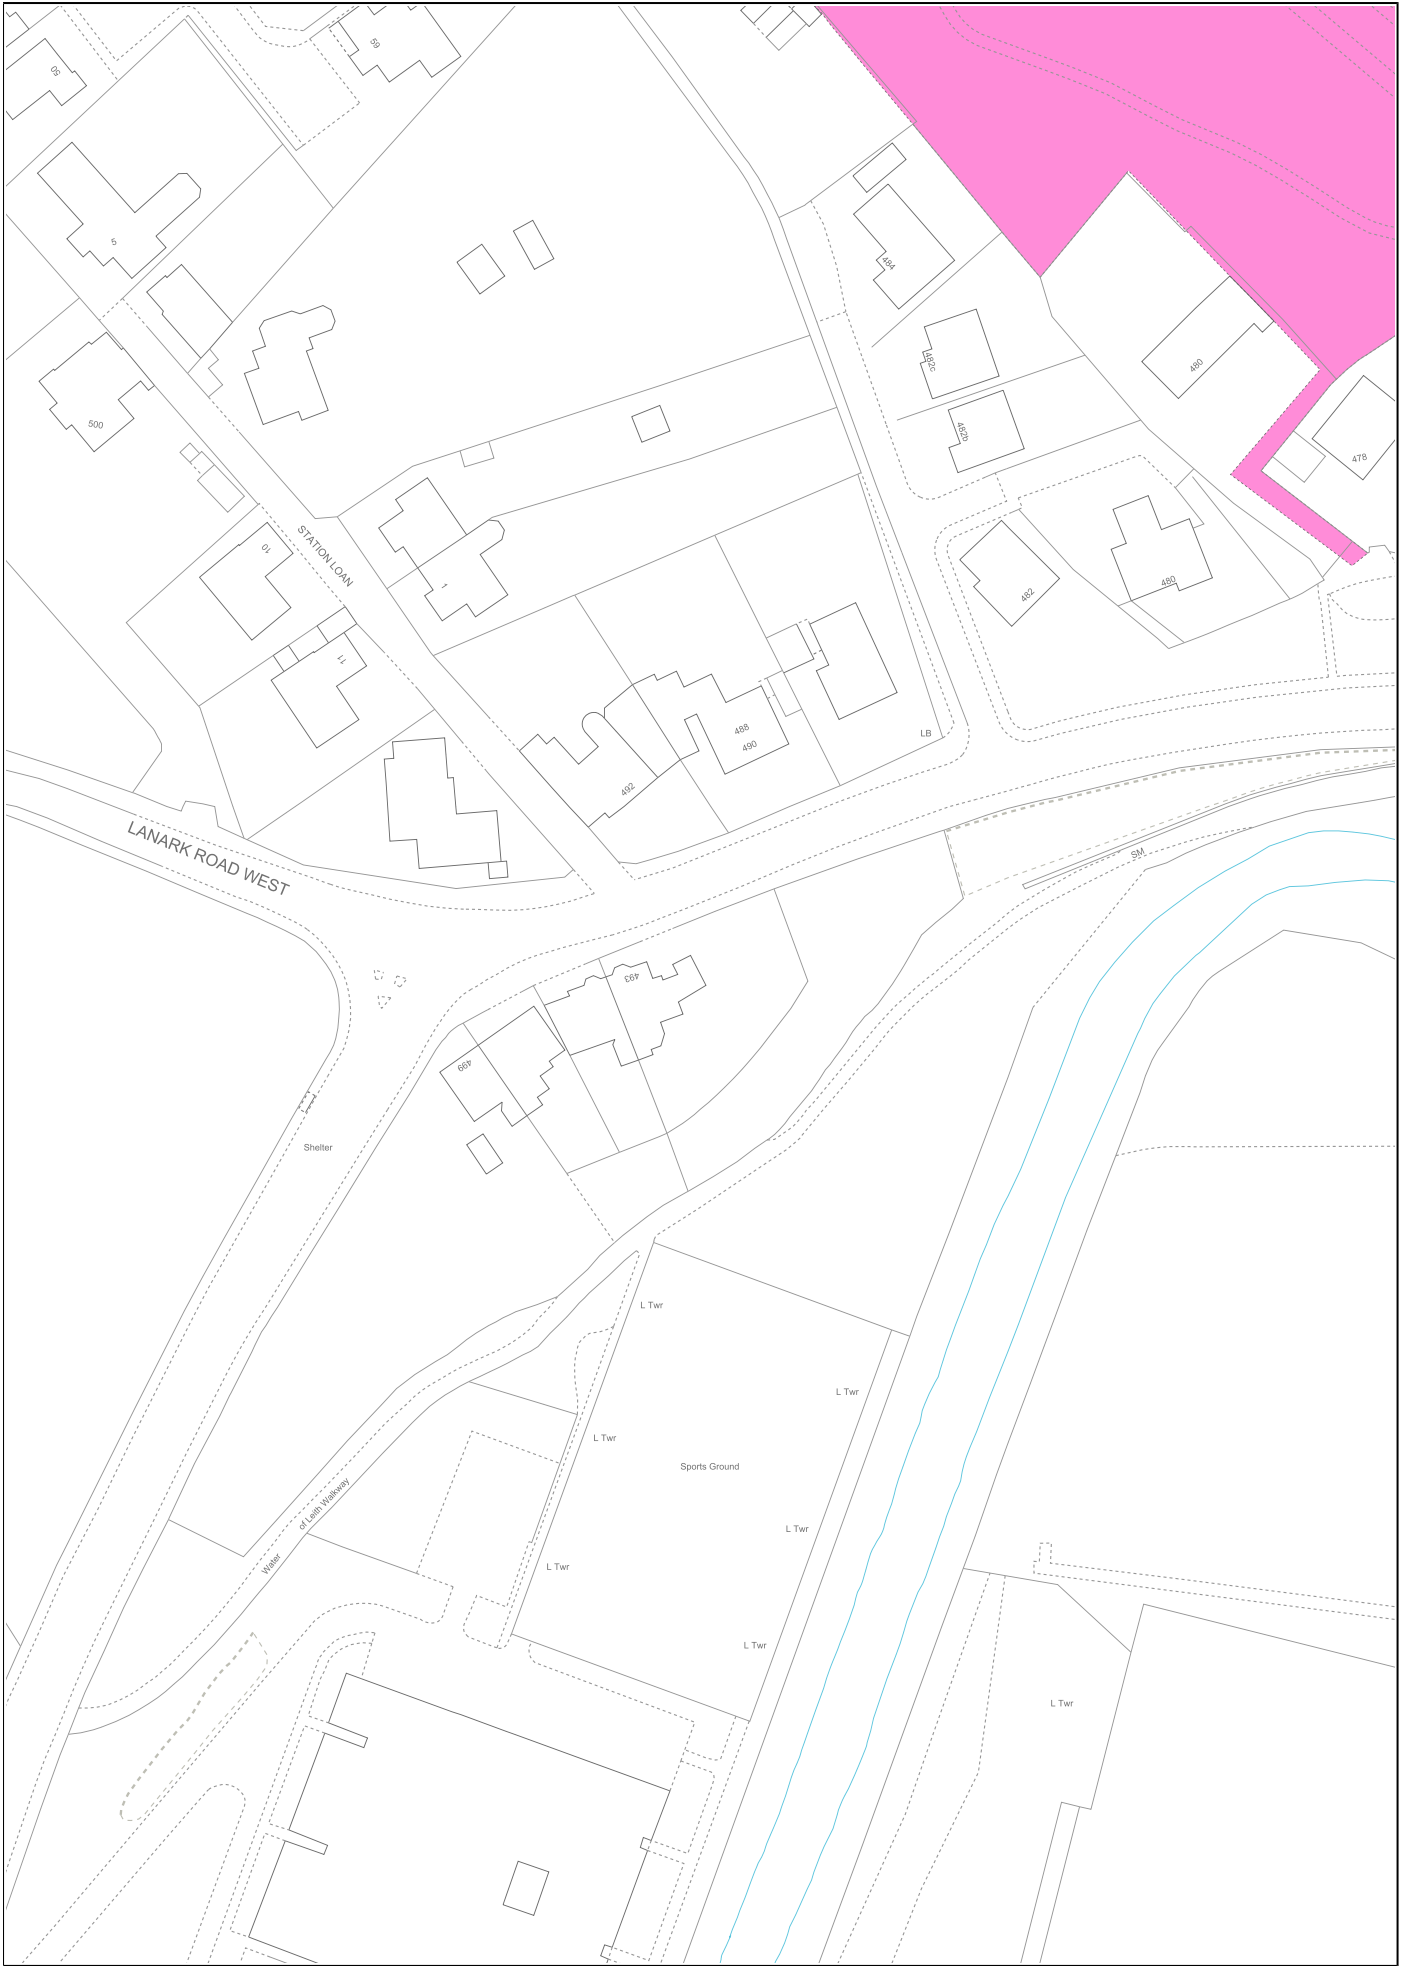 50
59
5
484
482c
480
500
482b
478
STATION LOAN
10
1
480
482
11
488
490
LB
492
LANARK ROAD WEST
SM
493
499
Shelter
L Twr
L Twr
L Twr
Sports Ground
Water of Leith Walkway
L Twr
L Twr
L Twr
L Twr